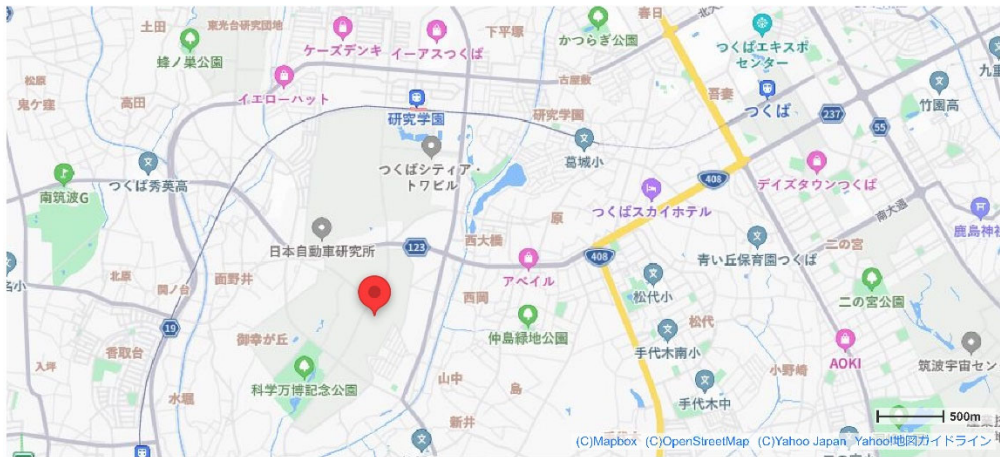 土田
東光台研究団地
蜂ノ巣公園
ケーズデンキ
イーアスつくば
下平塚
かつらぎ公園
春日
つくばエキスポ
センター
松原
鬼ケ窪
高田
イエローハット
古屋敷
研究学園
研究学園
吾妻
つくば
237
55
竹園高
つくば秀英高
南筑波G
つくばシティア・
トワビル
葛城小
408
デイズタウンつくば
つくばスカイホテル
原
南大通
鹿島神社
日本自動車研究所
123
西大橋
408
アベイル
青い丘保育園つくば
二の宮
北原
面野井
関ノ台
名小
19
西岡
松代小
二の宮公園
御幸が丘
仲島緑地公園
松代
手代木南小
香取台
入坪
科学万博記念公園
山中
島
小野崎
AOKI
筑波宇宙セン
水堀
新井
手代木中
500m
(C)Mapbox (C)OpenStreetMap (C)Yahoo Japan Yahoo!地図ガイドライン